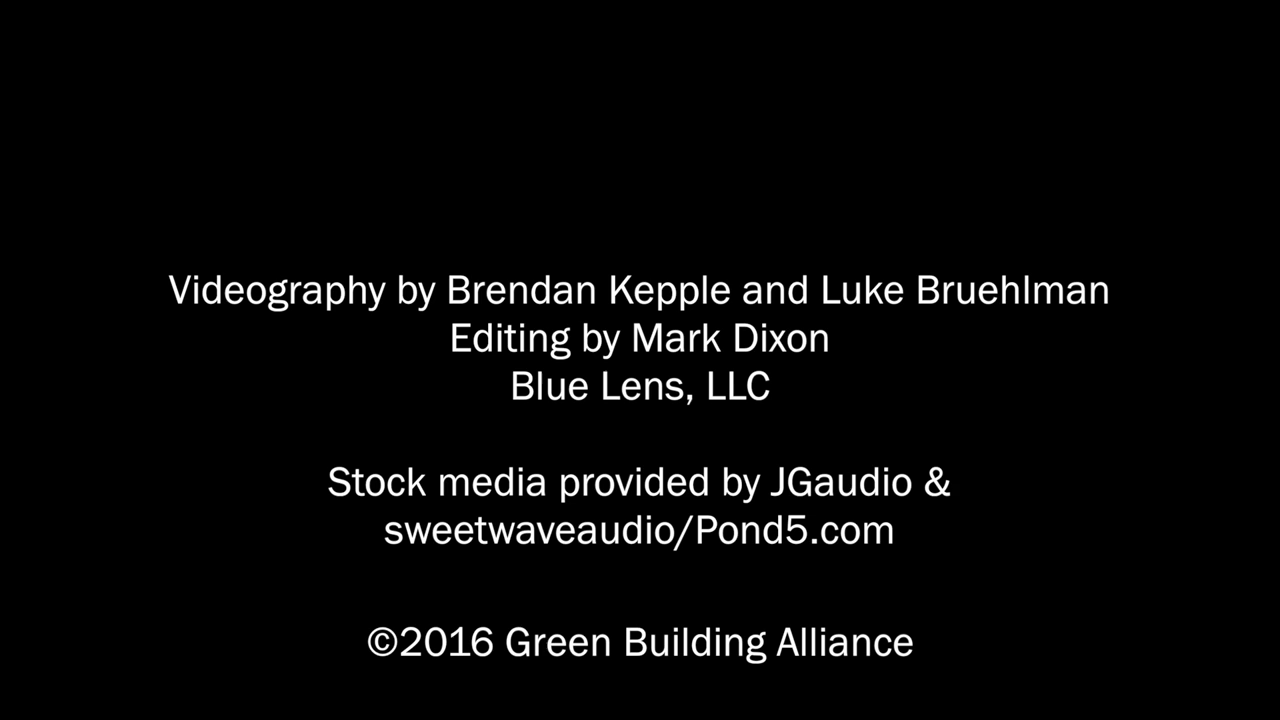 Videography by Brendan Kepple and Luke Bruehlman
Editing by Mark Dixon
Blue Lens, LLC
Stock media provided by JGaudio &
sweetwaveaudio/Pond5.com
©2016 Green Building Alliance